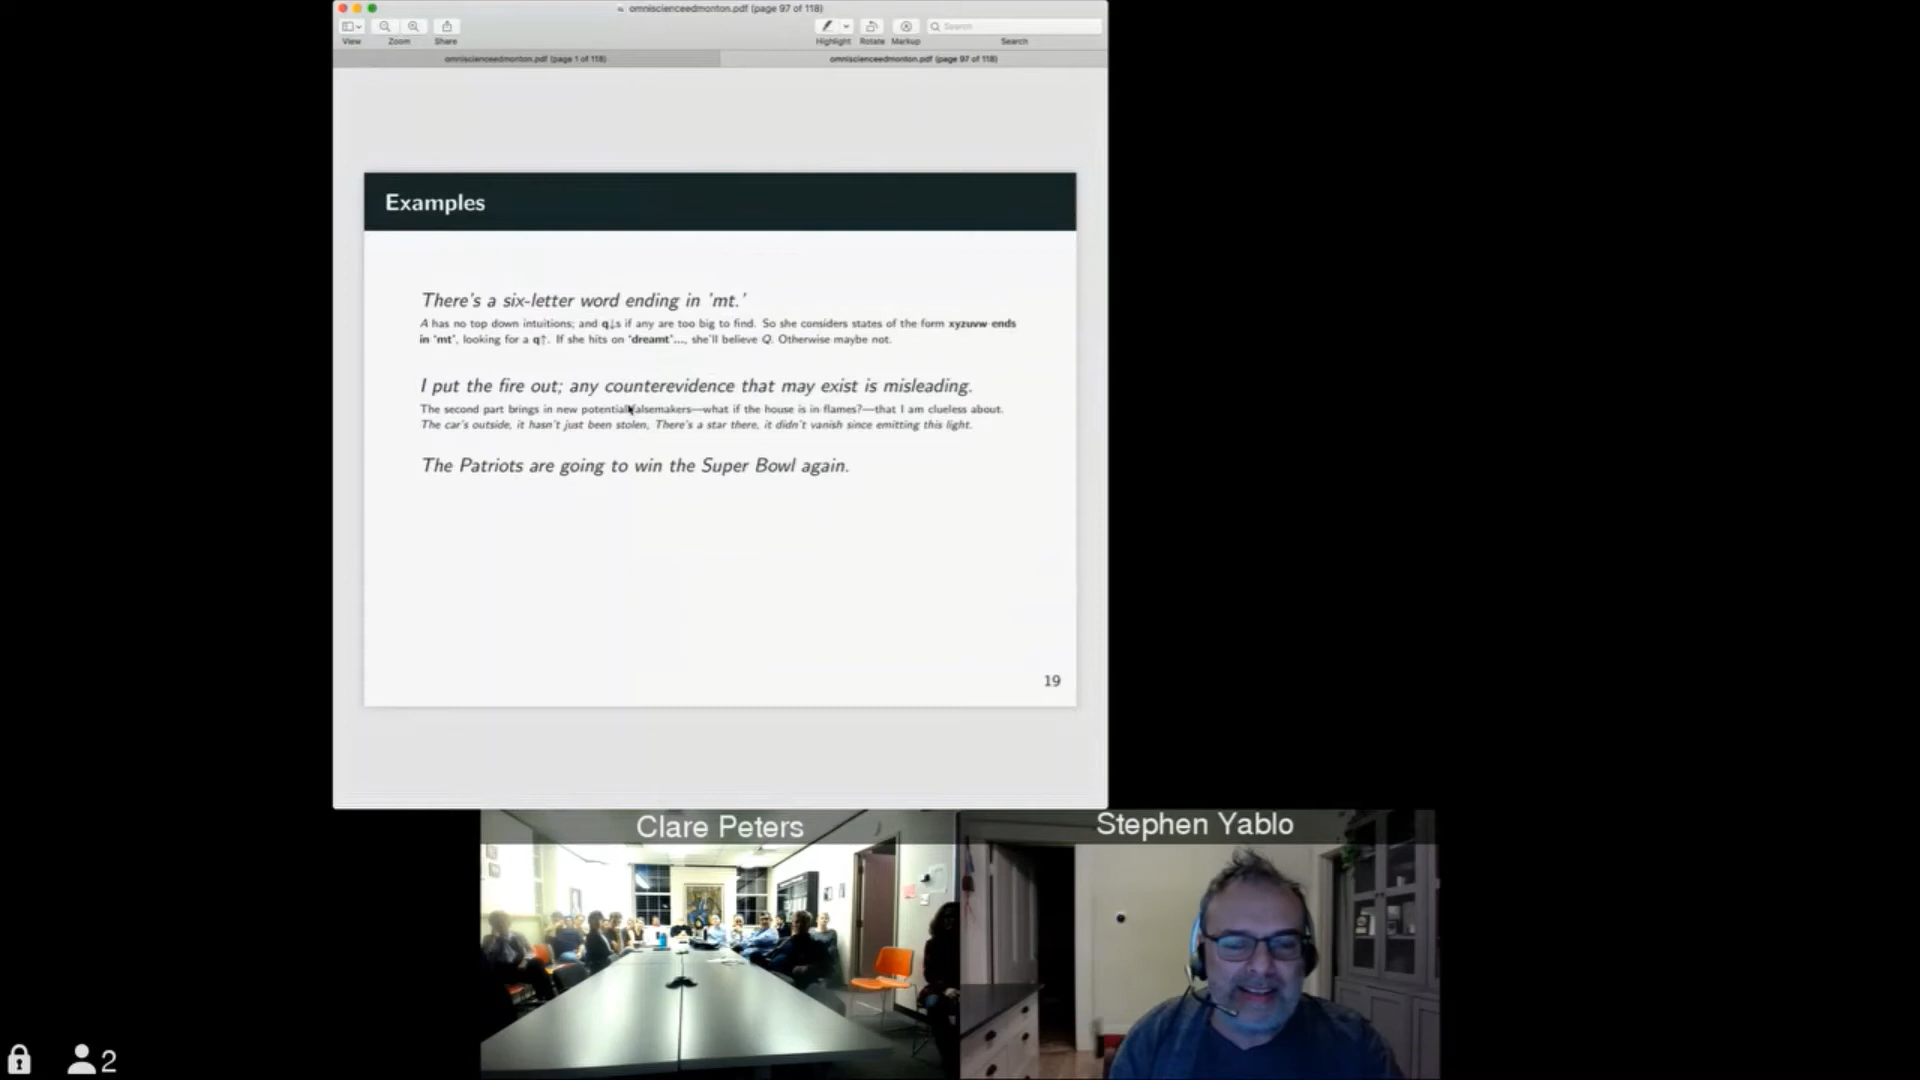 omniscienceedmonton.pdf (page 97 of 118)
View Zoom Share Highlight Rotate Markup Search
Search
omniscienceedmonton.pdf (page 1 of 118) omniscienceedmonton.pdf (page 97 of 118)
Examples
There's a six-letter word ending in 'mt.'
A has no top down intuitions; and q↓s if any are too big to find. So she considers states of the form xyzuvw ends
in 'mt', looking for a q↑. If she hits on 'dreamt'..., she'll believe Q. Otherwise maybe not.
I put the fire out; any counterevidence that may exist is misleading.
The second part brings in new potential falsemakers—what if the house is in flames?—that I am clueless about.
The car's outside, it hasn't just been stolen, There's a star there, it didn't vanish since emitting this light.
The Patriots are going to win the Super Bowl again.
19
Clare Peters
Stephen Yablo
2